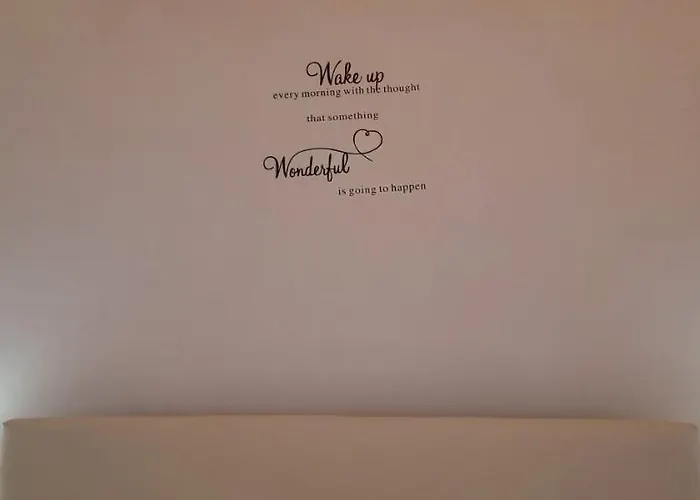 Wake up
every morning with the thought
that something
Wonderful
is going to happen